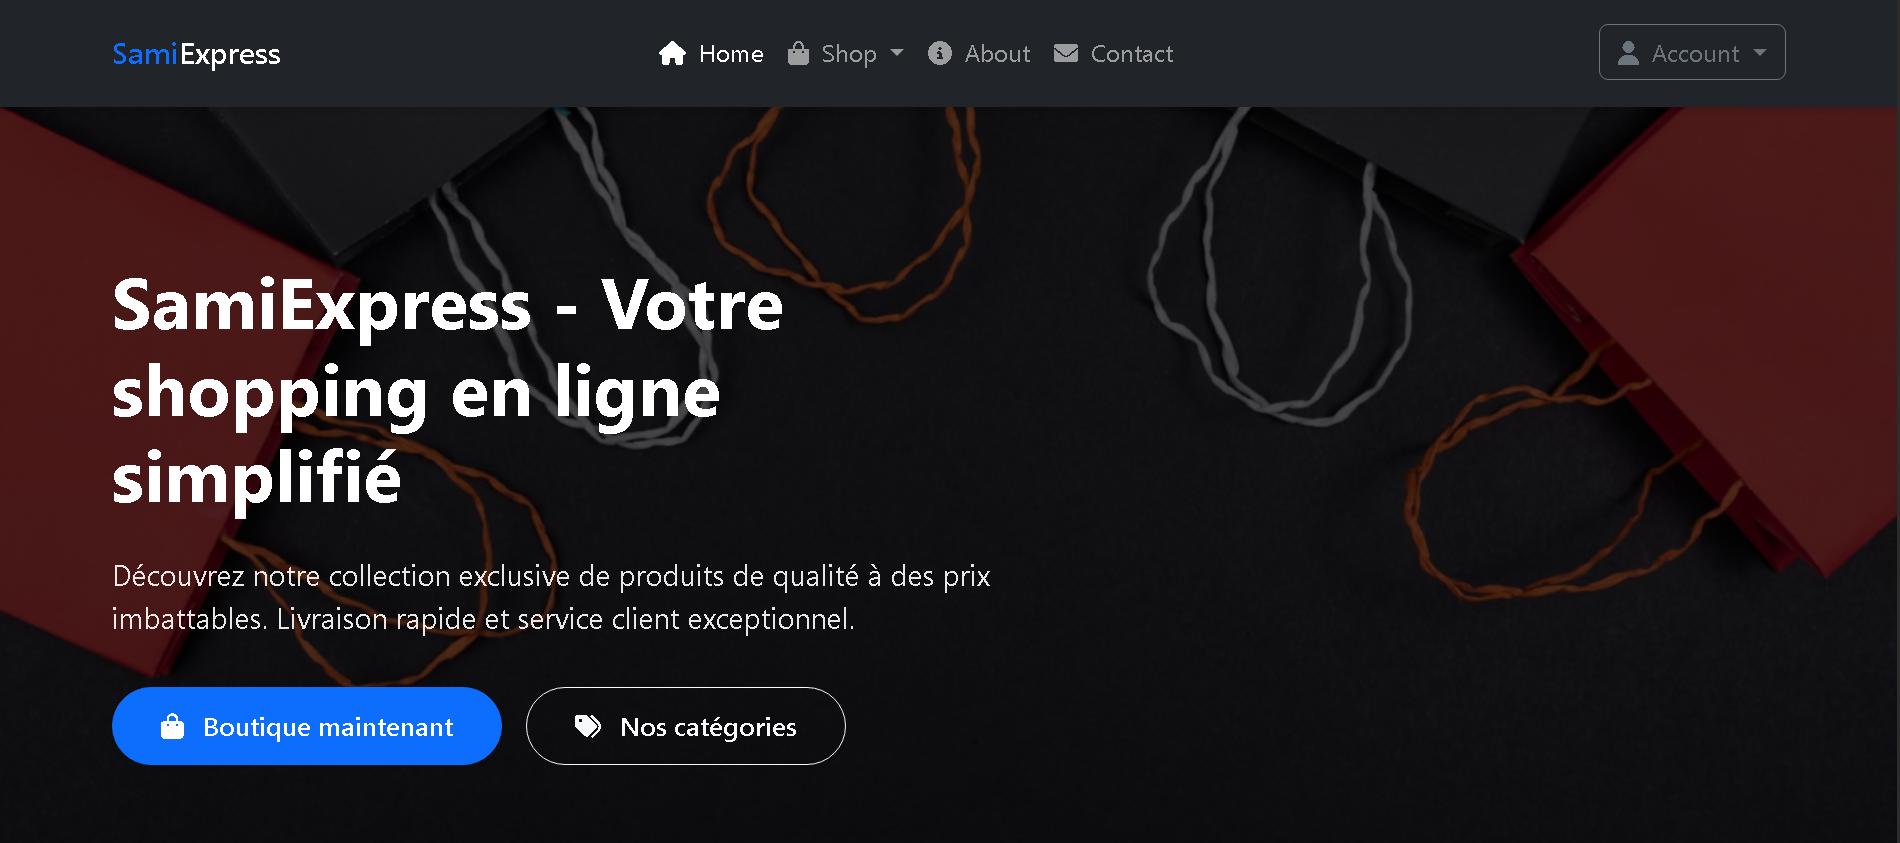 SamiExpress
Home
Shop
About
Contact
Account
SamiExpress - Votre
shopping en ligne
simplifié
Découvrez notre collection exclusive de produits de qualité à des prix
imbattables. Livraison rapide et service client exceptionnel.
Boutique maintenant
Nos catégories